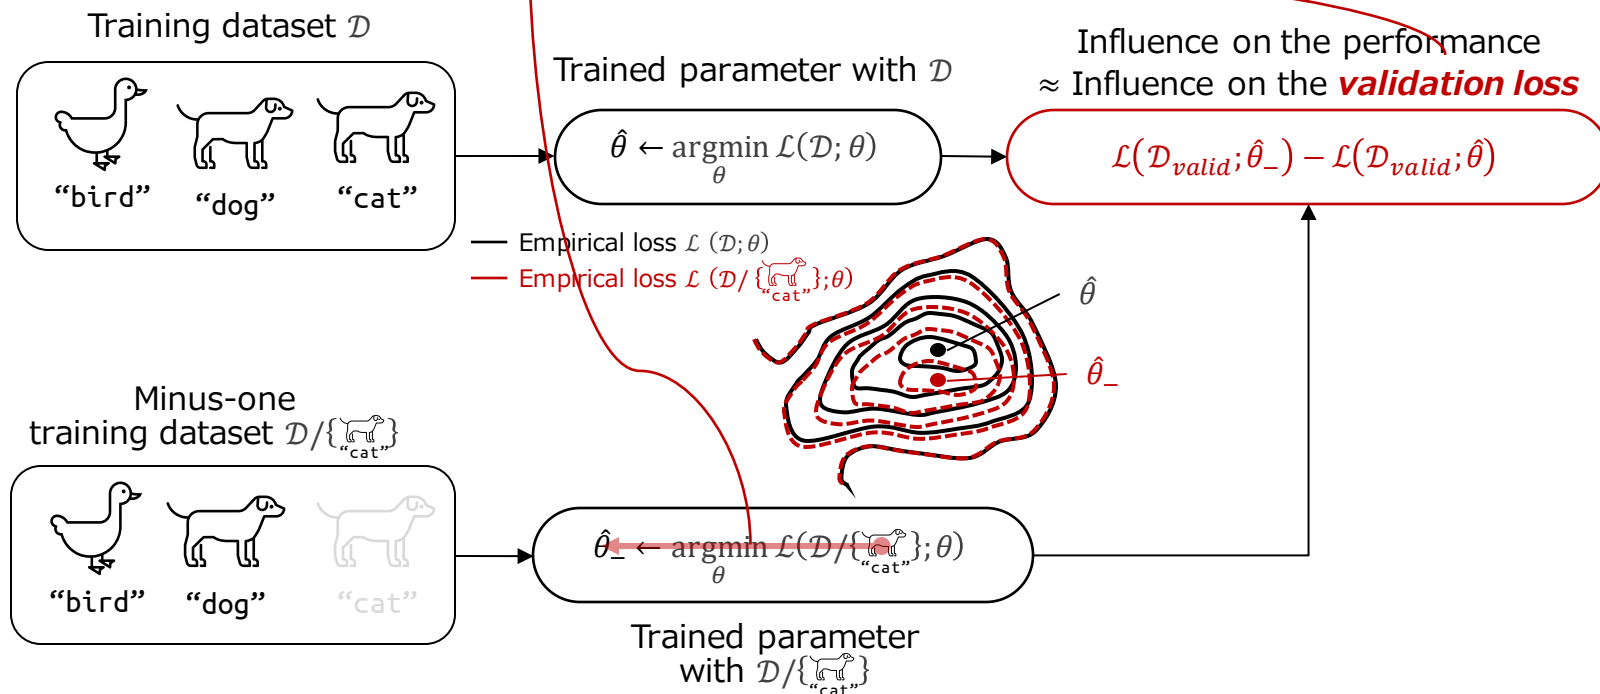 Training dataset 𝒟
“bird”
“dog”
“cat”
Trained parameter with 𝒟
θ̂ ← argmin ℒ(𝒟; θ)
θ
Influence on the performance
≈ Influence on the validation loss
ℒ(𝒟valid; θ̂−) − ℒ(𝒟valid; θ̂)
Empirical loss ℒ (𝒟; θ)
Empirical loss ℒ (𝒟/ { “cat” }; θ)
θ̂
θ̂−
Minus-one
training dataset 𝒟/{ “cat” }
“bird”
“dog”
“cat”
θ̂− ← argmin ℒ(𝒟/{ “cat” }; θ)
θ
Trained parameter
with 𝒟/{ “cat” }